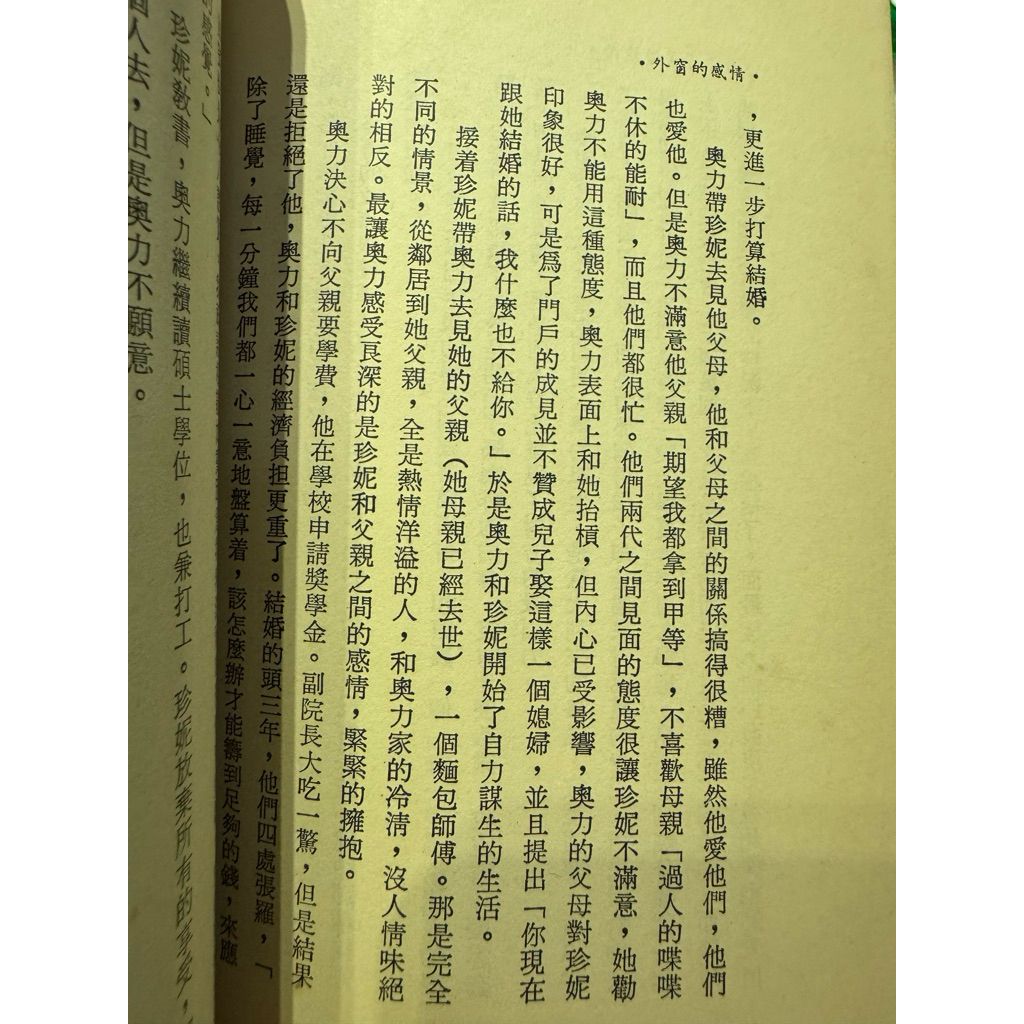 •外窗的感情•
，更進一步打算結婚。
奧力帶珍妮去見他父母，他和父母之間的關係搞得很糟，雖然他愛他們，他們
也愛他。但是奧力不滿意他父親「期望我都拿到甲等」，不喜歡母親「過人的喋喋
不休的能耐」，而且他們都很忙。他們兩代之間見面的態度很讓珍妮不滿意，她勸
奧力不能用這種態度，奧力表面上和她抬槓，但內心已受影響，奧力的父母對珍妮
印象很好，可是為了門戶的成見並不贊成兒子娶這樣一個媳婦，並且提出「你現在
跟她結婚的話，我什麼也不給你。」於是奧力和珍妮開始了自力謀生的生活。
接着珍妮帶奧力去見她的父親（她母親已經去世），一個麵包師傅。那是完全
不同的情景，從鄰居到她父親，全是熱情洋溢的人，和奧力家的冷清，沒人情味絕
對的相反。最讓奧力感受良深的是珍妮和父親之間的感情，緊緊的擁抱。
奧力決心不向父親要學費，他在學校申請獎學金。副院長大吃一驚，但是結果
還是拒絕了他，奧力和珍妮的經濟負担更重了。結婚的頭三年，他們四處張羅，「
除了睡覺，每一分鐘我們都一心一意地盤算着，該怎麼辦才能籌到足夠的錢，來應
珍妮教書，奧力繼續讀碩士學位，也兼打工。珍妮放棄所有的享受，
個人去，但是奧力不願意。